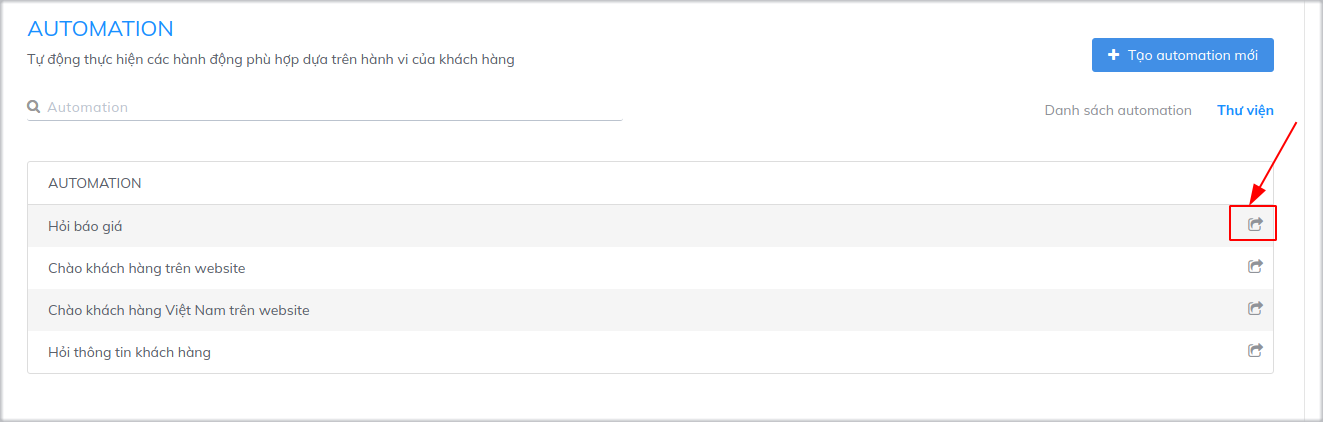 AUTOMATION
Tự động thực hiện các hành động phù hợp dựa trên hành vi của khách hàng
Tạo automation mới
Automation
Danh sách automation Thư viện
AUTOMATION
Hỏi báo giá
Chào khách hàng trên website
Chào khách hàng Việt Nam trên website
Hỏi thông tin khách hàng